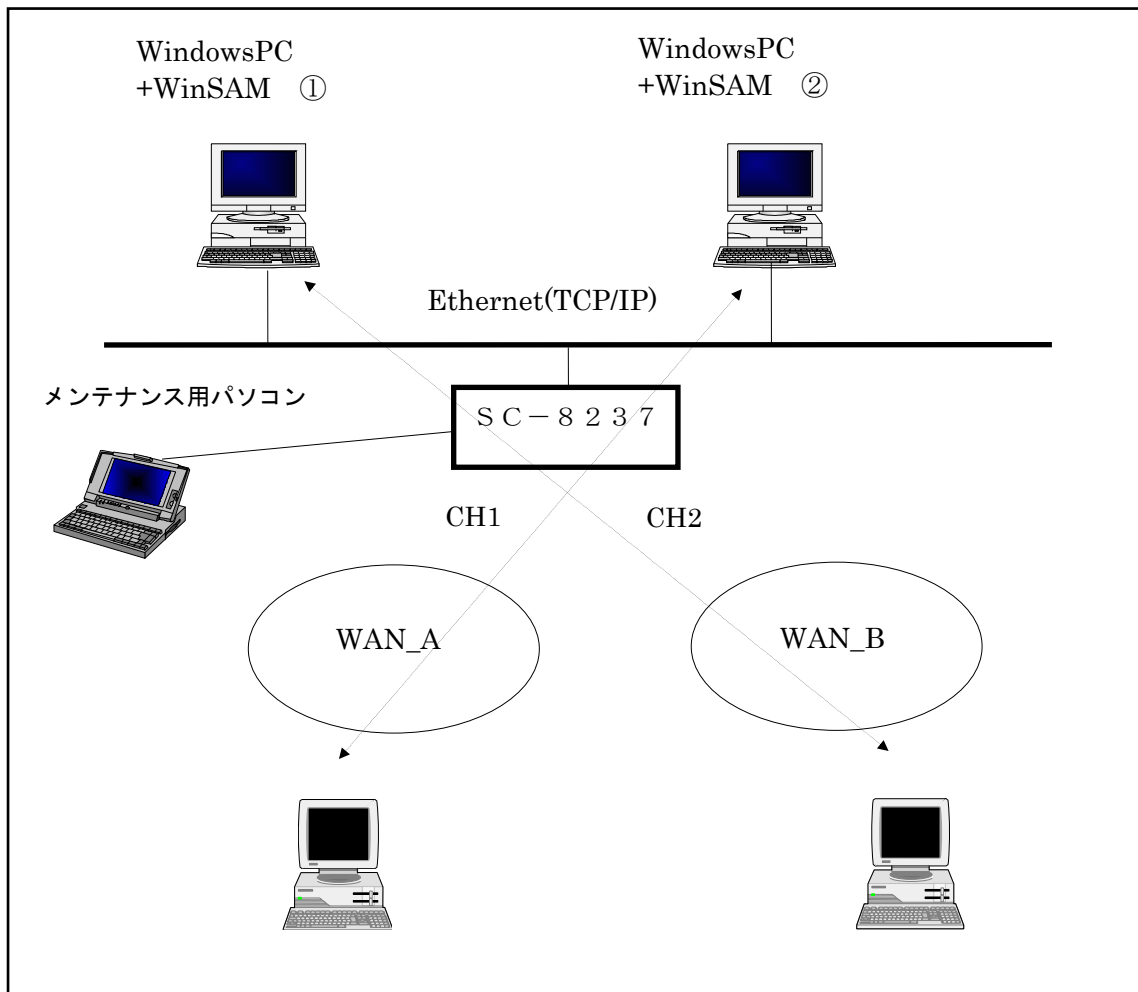 WindowsPC
+WinSAM ①
WindowsPC
+WinSAM ②
Ethernet(TCP/IP)
メンテナンス用パソコン
ＳＣ－８２３７
CH1
CH2
WAN_A
WAN_B